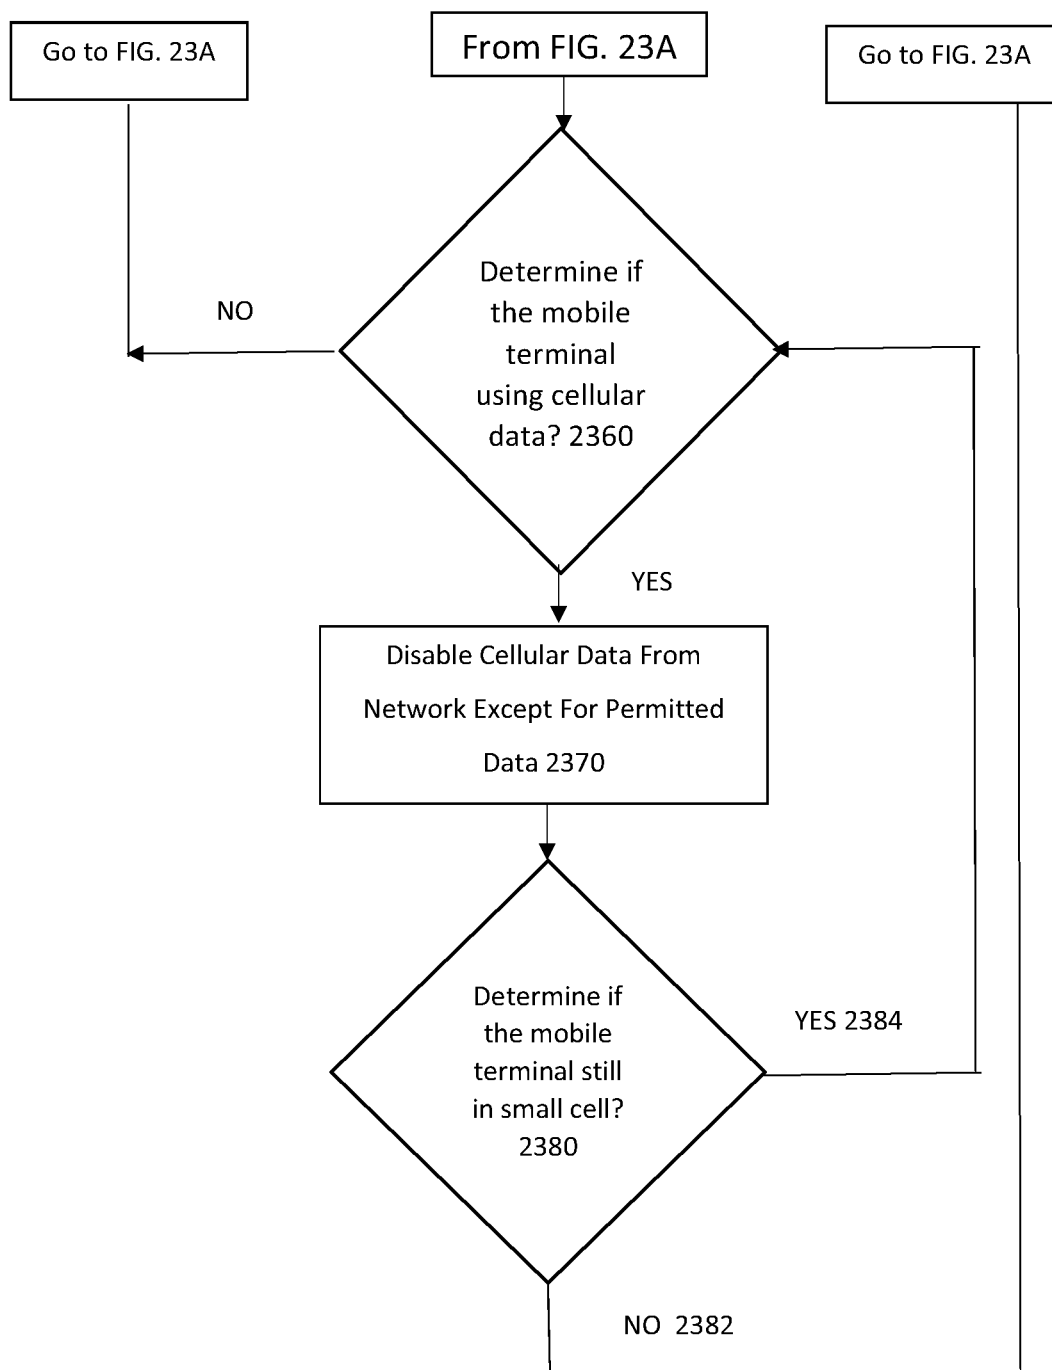 Go to FIG. 23A
From FIG. 23A
Go to FIG. 23A
Determine if
the mobile
terminal
using cellular
data? 2360
NO
YES
Disable Cellular Data From
Network Except For Permitted
Data 2370
Determine if
the mobile
terminal still
in small cell?
2380
YES 2384
NO 2382